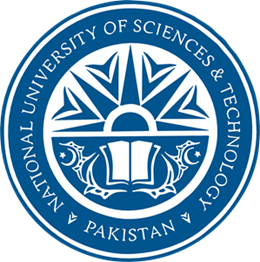 NATIONAL UNIVERSITY OF SCIENCES & TECHNOLOGY
PAKISTAN